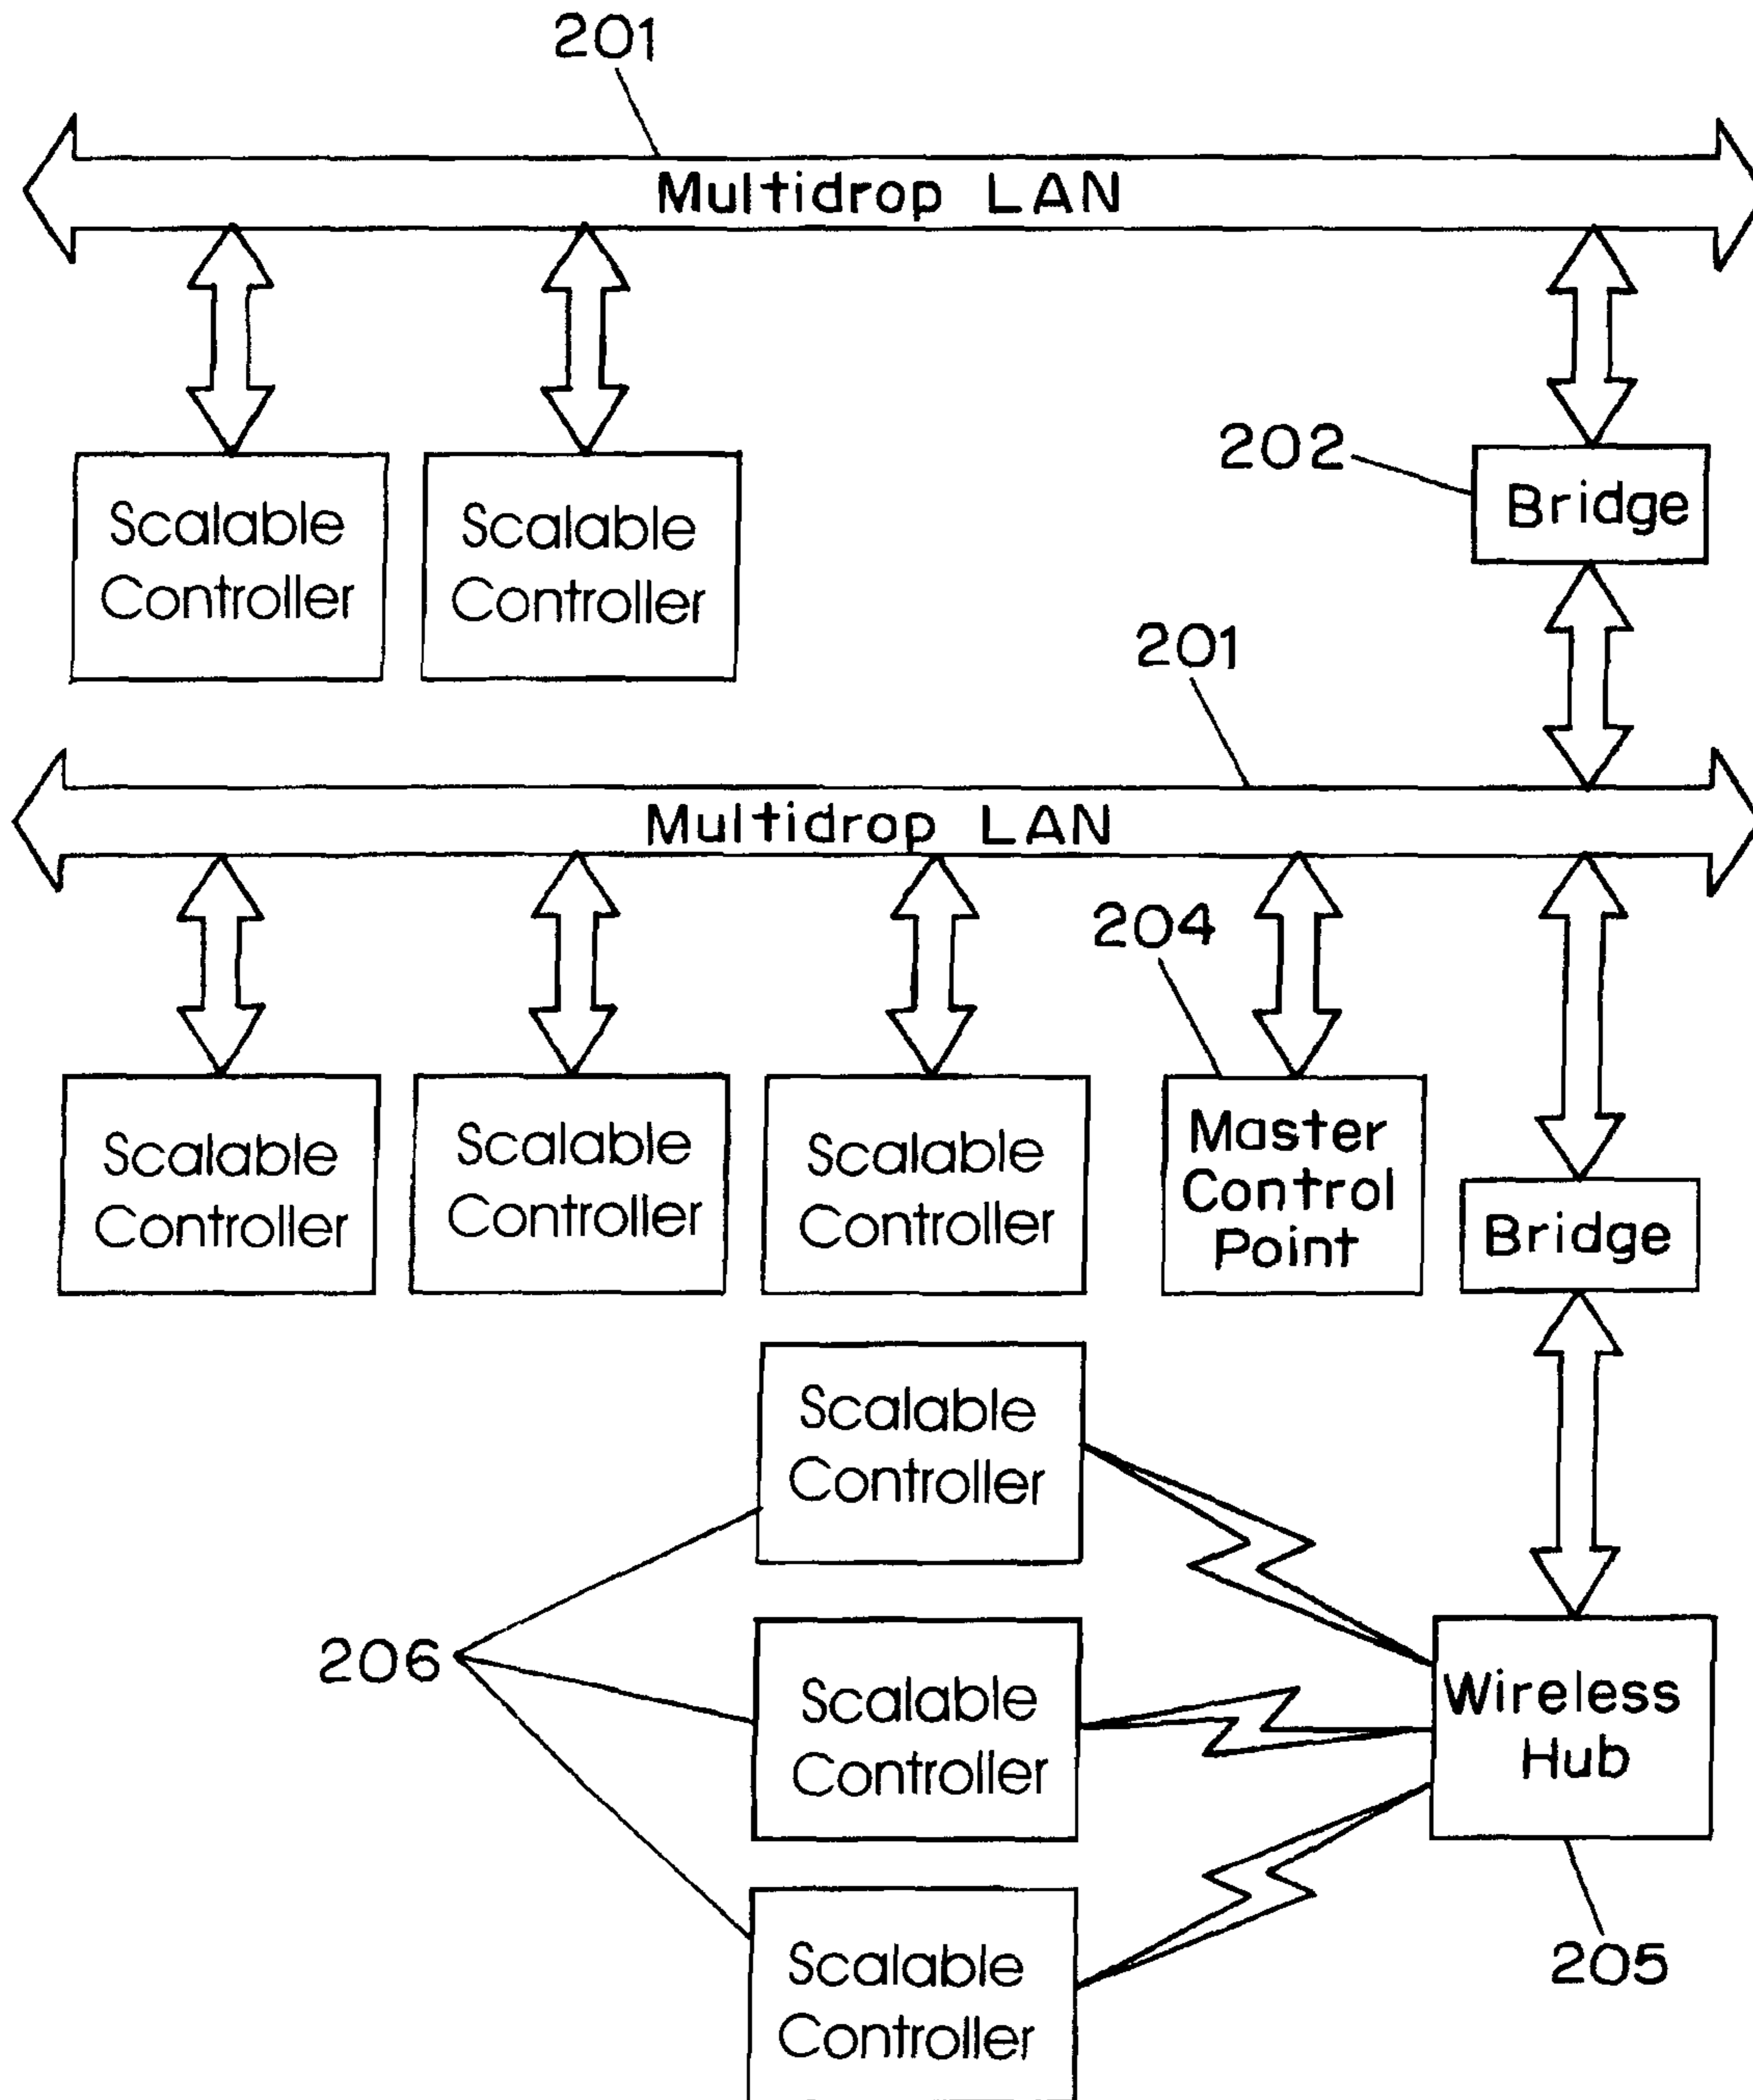 201
Multidrop LAN
202
Bridge
Scalable
Controller
Scalable
Controller
201
Multidrop LAN
204
Scalable
Controller
Scalable
Controller
Scalable
Controller
Master
Control
Point
Bridge
Scalable
Controller
206
Scalable
Controller
Wireless
Hub
Scalable
Controller
205